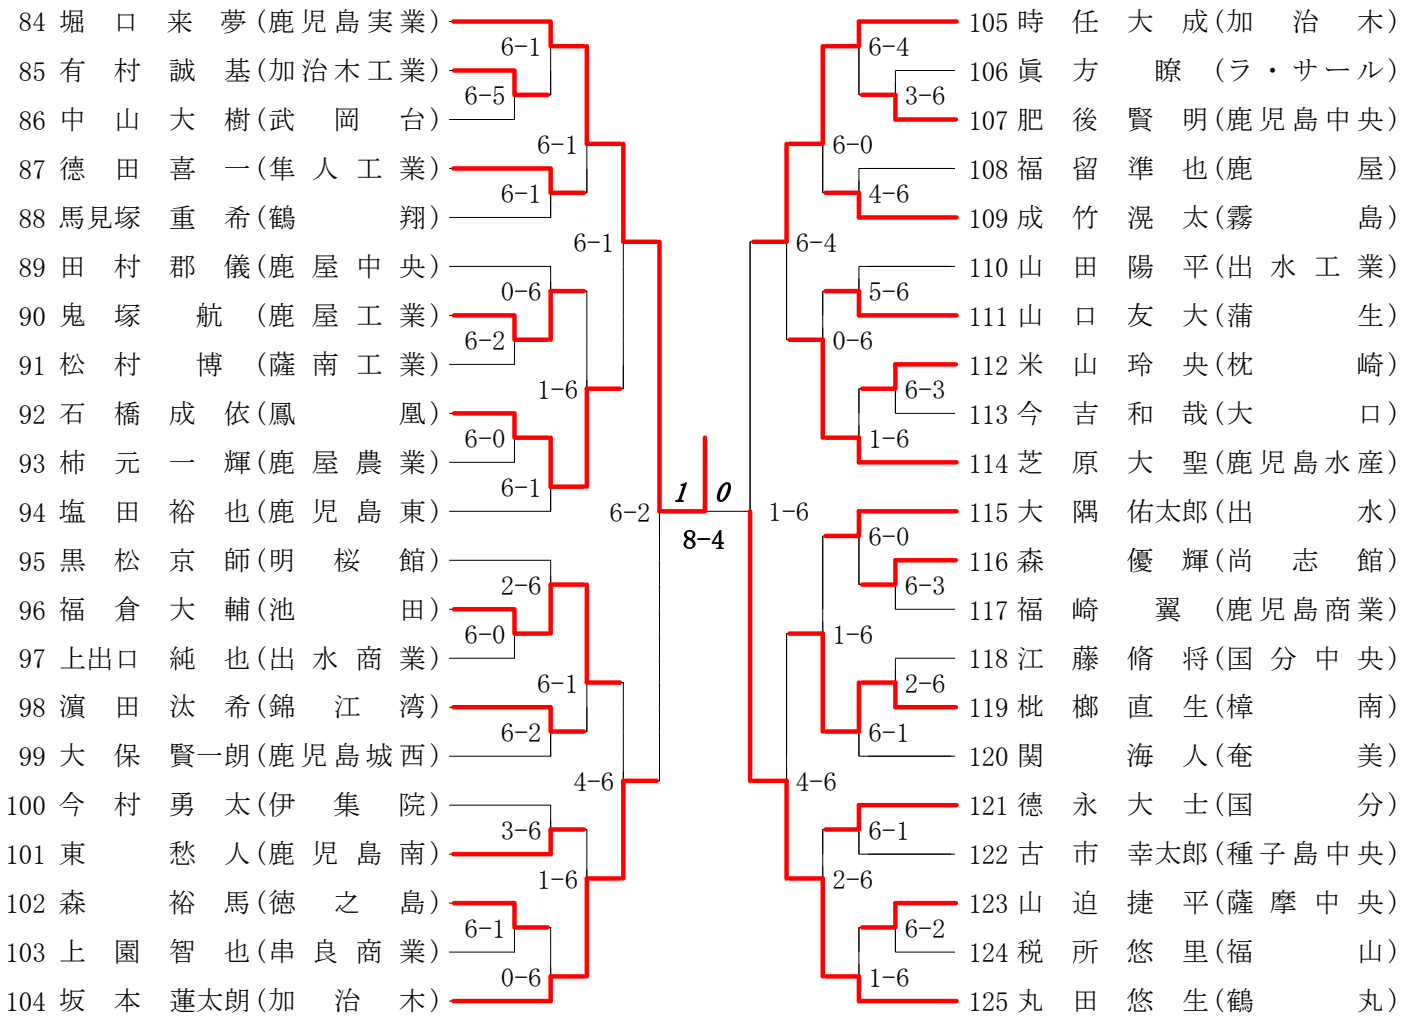 84 堀口来夢(鹿児島実業)
85 有村誠基(加治木工業)
86 中山大樹(武岡台)
87 德田喜一(隼人工業)
88 馬見塚重希(鶴翔)
89 田村郡儀(鹿屋中央)
90 鬼塚航(鹿屋工業)
91 松村博(薩南工業)
92 石橋成依(鳳凰)
93 柿元一輝(鹿屋農業)
94 塩田裕也(鹿児島東)
95 黒松京師(明桜館)
96 福倉大輔(池田)
97 上出口純也(出水商業)
98 濵田汰希(錦江湾)
99 大保賢一朗(鹿児島城西)
100 今村勇太(伊集院)
101 東愁人(鹿児島南)
102 森裕馬(徳之島)
103 上園智也(串良商業)
104 坂本蓮太朗(加治木)
6-1
6-5
6-1
6-1
6-1
0-6
6-2
1-6
6-0
6-1
6-2
2-6
6-0
6-1
6-2
4-6
3-6
1-6
6-1
0-6
1 0
8-4
6-4
3-6
6-0
4-6
6-4
5-6
0-6
6-3
1-6
1-6
6-0
6-3
1-6
2-6
6-1
4-6
6-1
2-6
6-2
1-6
105 時任大成(加治木)
106 眞方瞭(ラ・サール)
107 肥後賢明(鹿児島中央)
108 福留準也(鹿屋)
109 成竹滉太(霧島)
110 山田陽平(出水工業)
111 山口友大(蒲生)
112 米山玲央(枕崎)
113 今吉和哉(大口)
114 芝原大聖(鹿児島水産)
115 大隅佑太郎(出水)
116 森優輝(尚志館)
117 福崎翼(鹿児島商業)
118 江藤脩将(国分中央)
119 枇榔直生(樟南)
120 関海人(奄美)
121 德永大士(国分)
122 古市幸太郎(種子島中央)
123 山迫捷平(薩摩中央)
124 税所悠里(福山)
125 丸田悠生(鶴丸)